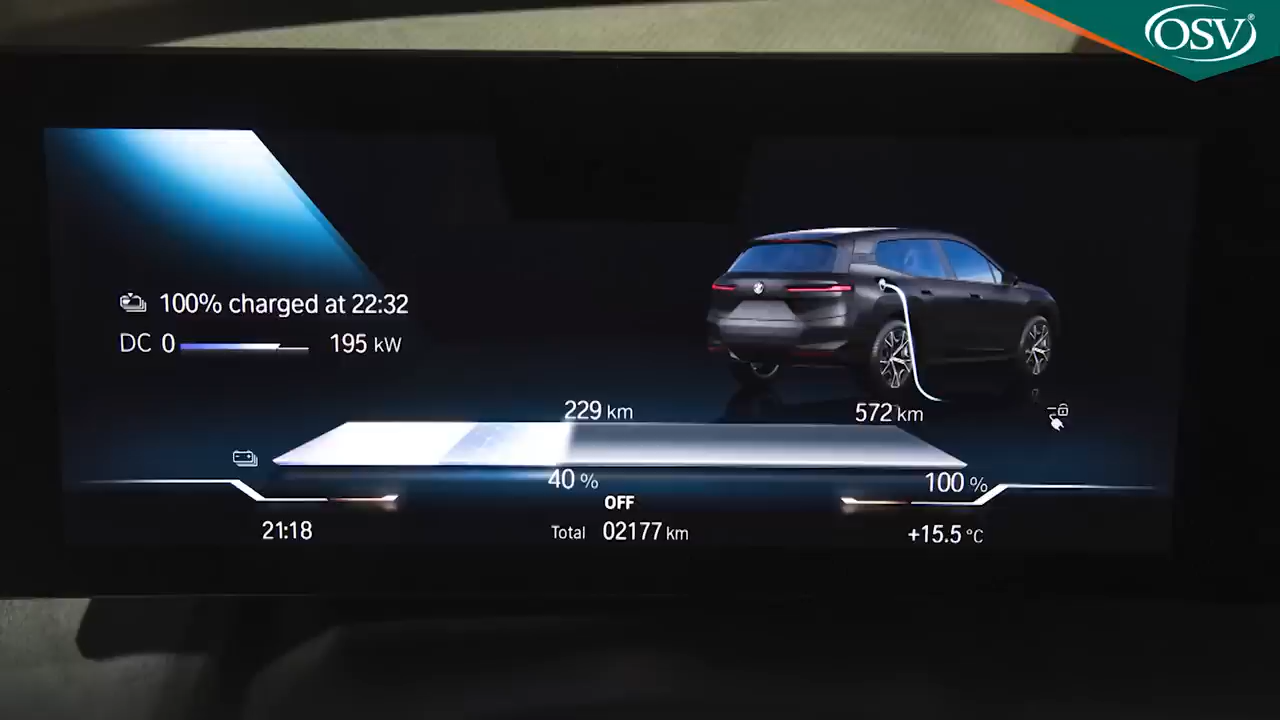 OSV®
100% charged at 22:32
DC 0 195 kW
229 km 572 km
40 % 100 %
OFF
21:18 Total 02177 km +15.5 °C